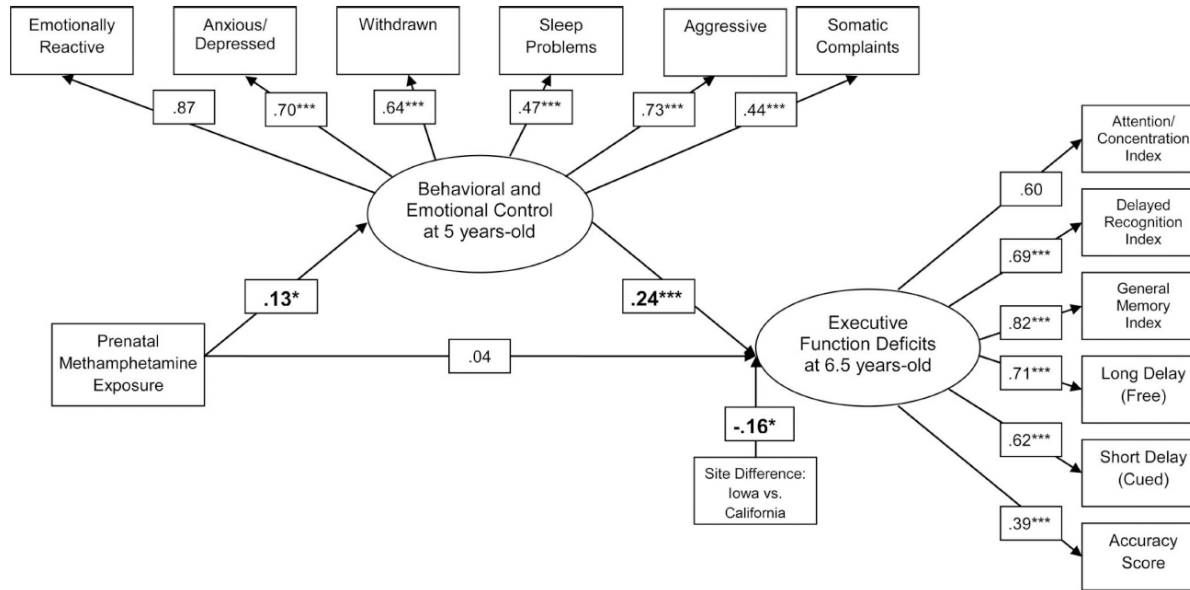 Emotionally
Reactive
Anxious/
Depressed
Withdrawn
Sleep
Problems
Aggressive
Somatic
Complaints
.87
.70***
.64***
.47***
.73***
.44***
Behavioral and
Emotional Control
at 5 years-old
.13*
.24***
Prenatal
Methamphetamine
Exposure
.04
Executive
Function Deficits
at 6.5 years-old
-.16*
Site Difference:
Iowa vs.
California
.60
.69***
.82***
.71***
.62***
.39***
Attention/
Concentration
Index
Delayed
Recognition
Index
General
Memory
Index
Long Delay
(Free)
Short Delay
(Cued)
Accuracy
Score